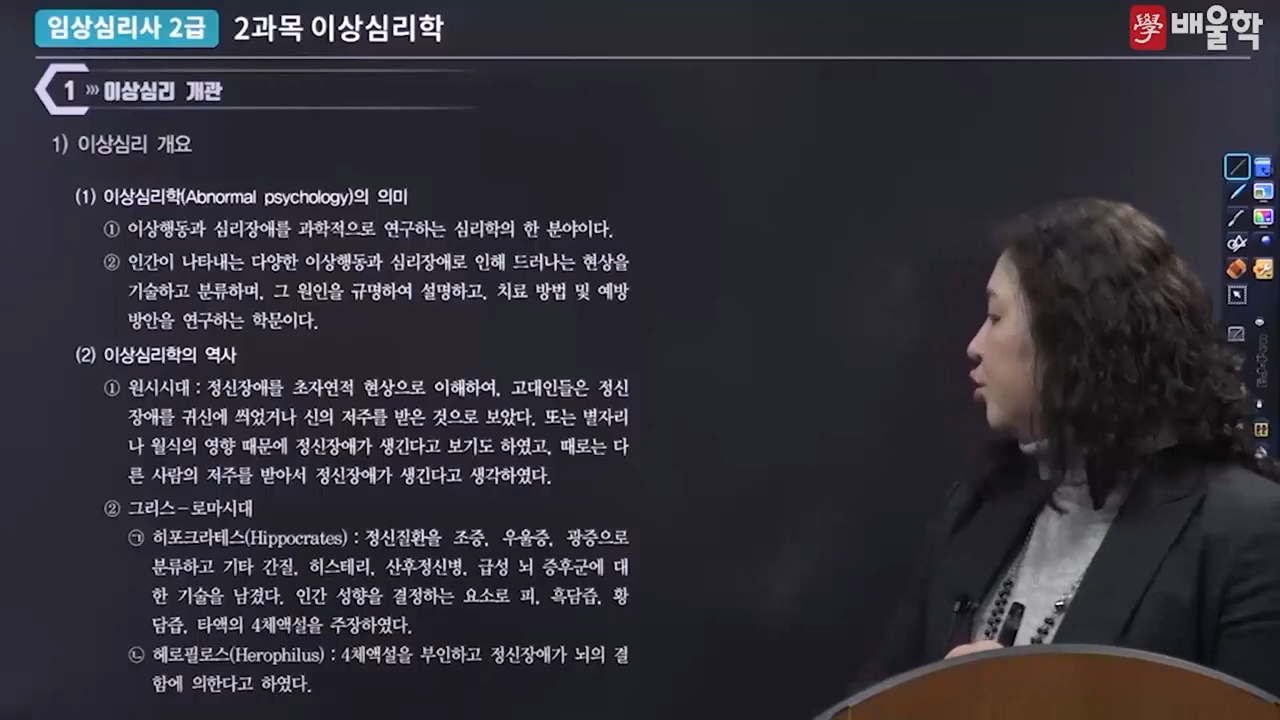 임상심리사 2급 2과목 이상심리학
學 배울학
1 ››› 이상심리 개관
1) 이상심리 개요
(1) 이상심리학(Abnormal psychology)의 의미
① 이상행동과 심리장애를 과학적으로 연구하는 심리학의 한 분야이다.
② 인간이 나타내는 다양한 이상행동과 심리장애로 인해 드러나는 현상을
기술하고 분류하며, 그 원인을 규명하여 설명하고, 치료 방법 및 예방
방안을 연구하는 학문이다.
(2) 이상심리학의 역사
① 원시시대 : 정신장애를 초자연적 현상으로 이해하여, 고대인들은 정신
장애를 귀신에 씌었거나 신의 저주를 받은 것으로 보았다. 또는 별자리
나 월식의 영향 때문에 정신장애가 생긴다고 보기도 하였고, 때로는 다
른 사람의 저주를 받아서 정신장애가 생긴다고 생각하였다.
② 그리스-로마시대
㉠ 히포크라테스(Hippocrates) : 정신질환을 조증, 우울증, 광증으로
분류하고 기타 간질, 히스테리, 산후정신병, 급성 뇌 증후군에 대
한 기술을 남겼다. 인간 성향을 결정하는 요소로 피, 흑담즙, 황
담즙, 타액의 4체액설을 주장하였다.
㉡ 헤로필로스(Herophilus) : 4체액설을 부인하고 정신장애가 뇌의 결
함에 의한다고 하였다.